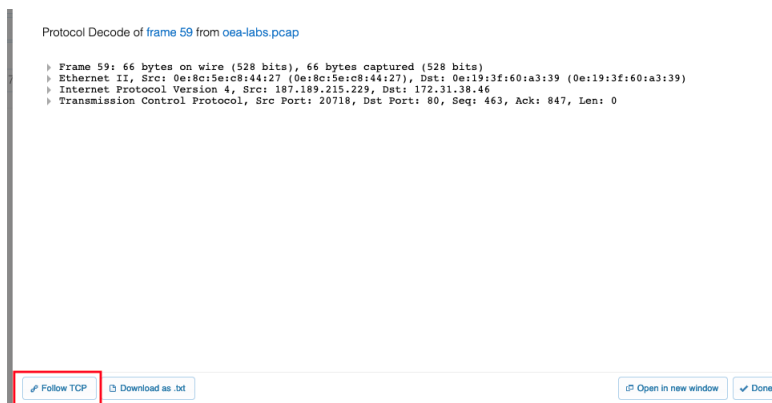 Protocol Decode of frame 59 from oea-labs.pcap
Frame 59: 66 bytes on wire (528 bits), 66 bytes captured (528 bits)
Ethernet II, Src: 0e:8c:5e:c8:44:27 (0e:8c:5e:c8:44:27), Dst: 0e:19:3f:60:a3:39 (0e:19:3f:60:a3:39)
Internet Protocol Version 4, Src: 187.189.215.229, Dst: 172.31.38.46
Transmission Control Protocol, Src Port: 20718, Dst Port: 80, Seq: 463, Ack: 847, Len: 0
Follow TCP Download as .txt Open in new window Done